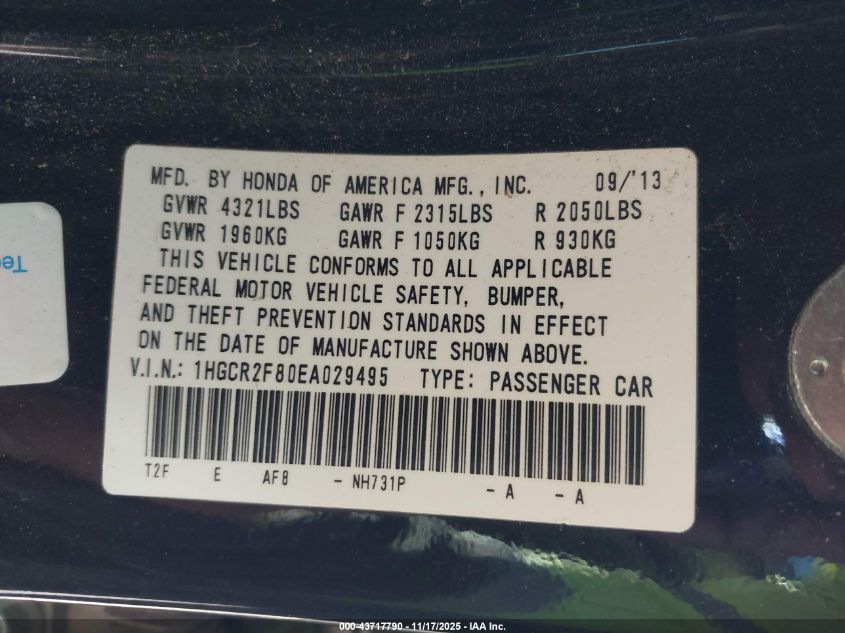 MFD. BY HONDA OF AMERICA MFG., INC. 09/'13
GVWR 4321LBS GAWR F 2315LBS R 2050LBS
GVWR 1960KG GAWR F 1050KG R 930KG
THIS VEHICLE CONFORMS TO ALL APPLICABLE
FEDERAL MOTOR VEHICLE SAFETY, BUMPER,
AND THEFT PREVENTION STANDARDS IN EFFECT
ON THE DATE OF MANUFACTURE SHOWN ABOVE.
V.I.N.: 1HGCR2F80EA029495 TYPE: PASSENGER CAR
T2F E AF8 - NH731P - A - A
000-43717790 - 11/17/2025 - IAA Inc.